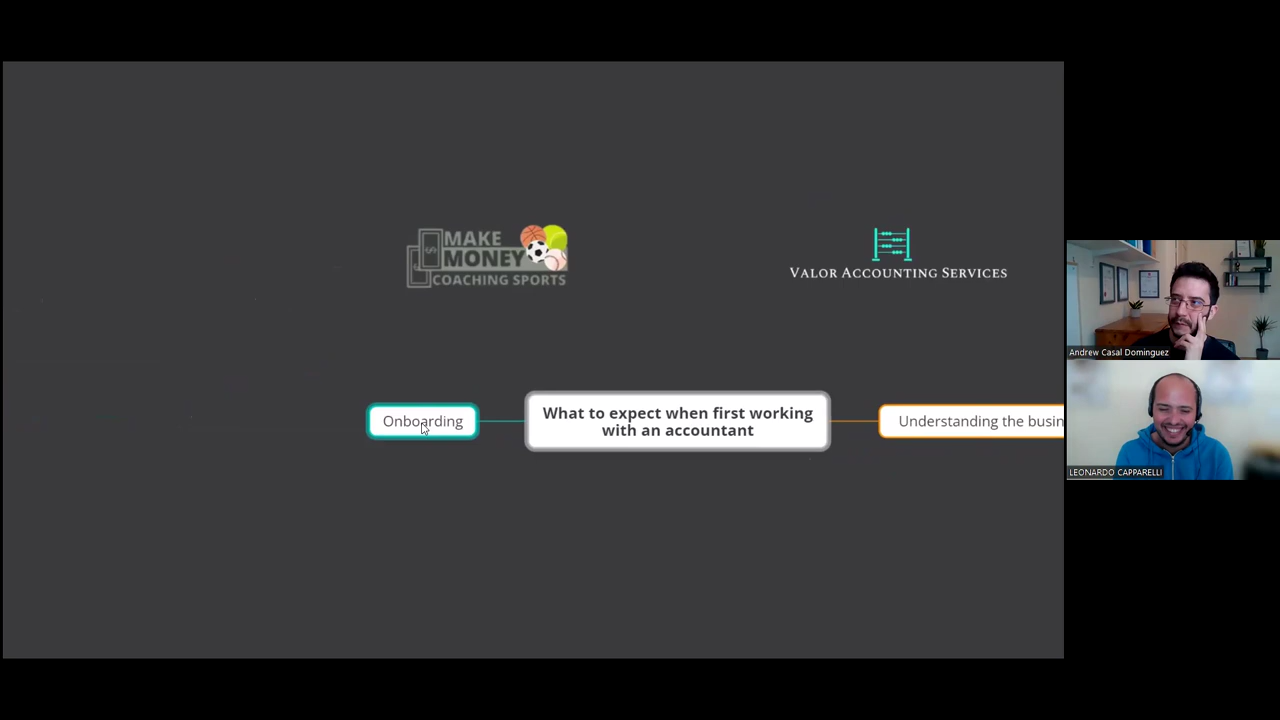 MAKE
MONEY
COACHING SPORTS
VALOR ACCOUNTING SERVICES
Onboarding
What to expect when first working
with an accountant
Understanding the busin
Andrew Casal Dominguez
LEONARDO CAPPARELLI